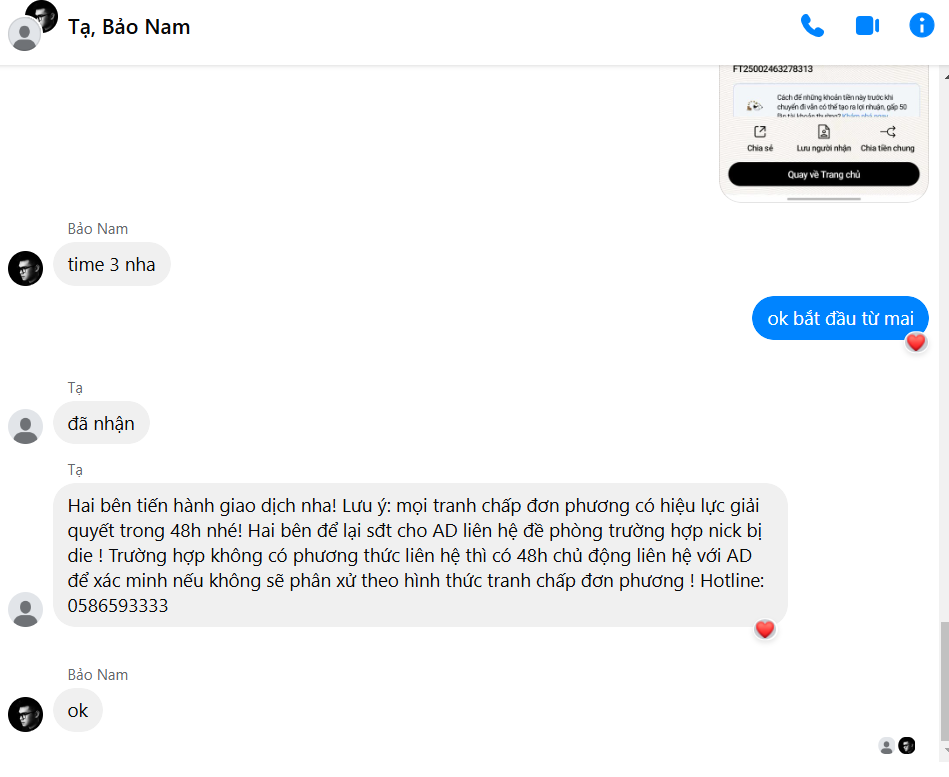 Tạ, Bảo Nam
FT25002463278313
Cách để những khoản tiền này trước khi
chuyển đi vẫn có thể tạo ra lợi nhuận, gấp 50
Chia sẻ
Lưu người nhận
Chia tiền chung
Quay về Trang chủ
Bảo Nam
time 3 nha
ok bắt đầu từ mai
Tạ
đã nhận
Tạ
Hai bên tiến hành giao dịch nha! Lưu ý: mọi tranh chấp đơn phương có hiệu lực giải
quyết trong 48h nhé! Hai bên để lại sđt cho AD liên hệ đề phòng trường hợp nick bị
die ! Trường hợp không có phương thức liên hệ thì có 48h chủ động liên hệ với AD
để xác minh nếu không sẽ phân xử theo hình thức tranh chấp đơn phương ! Hotline:
0586593333
Bảo Nam
ok